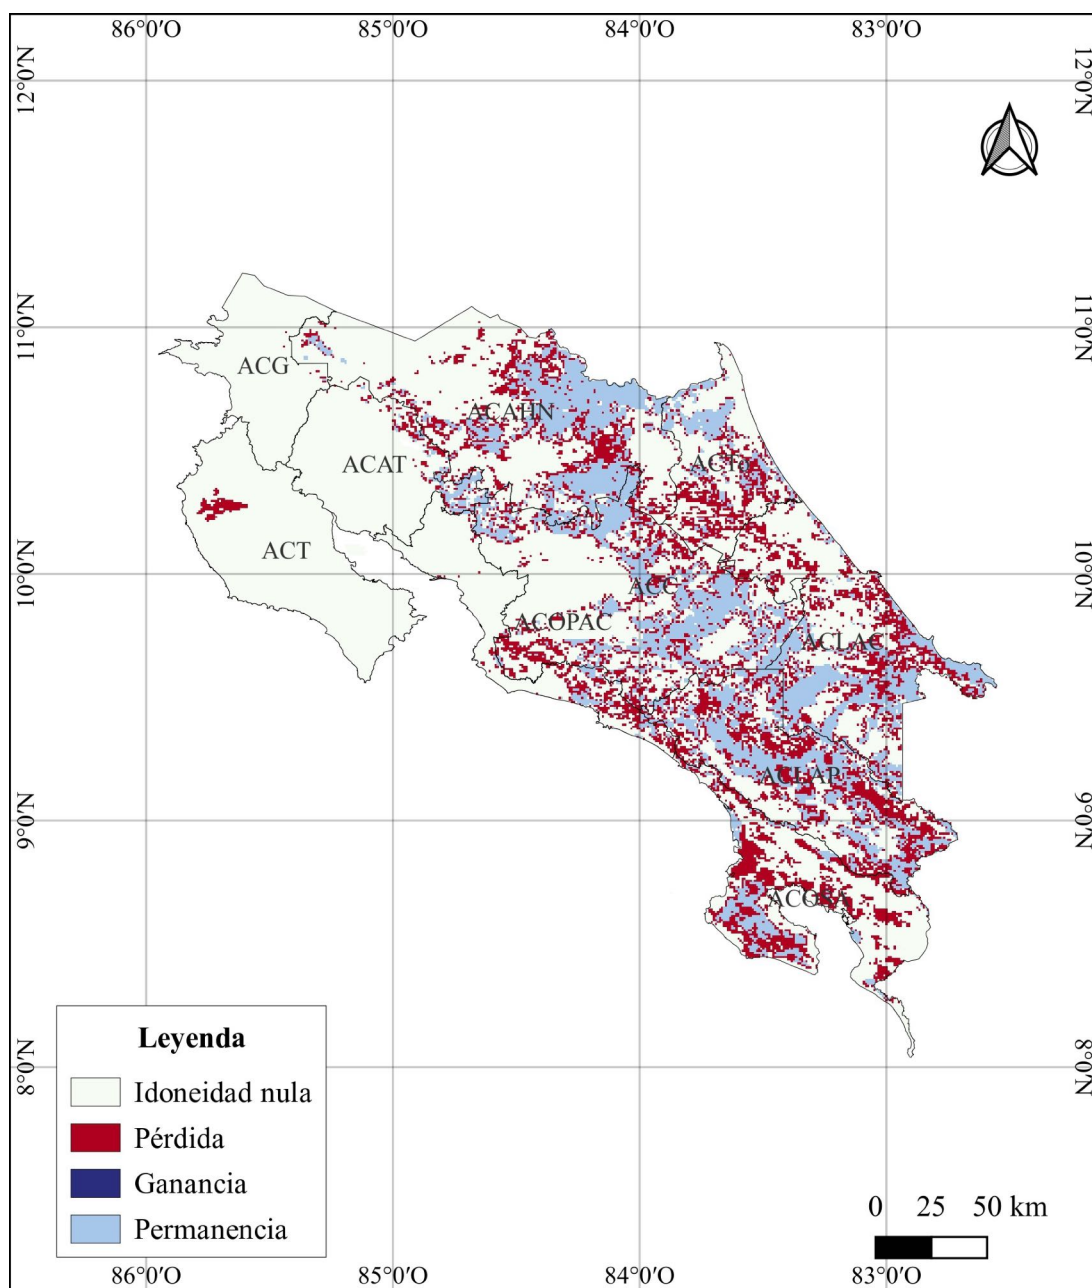 86°0′O 85°0′O 84°0′O 83°0′O
12°0′N 12°0′N
11°0′N 11°0′N
ACG
ACAHN
ACAT
ACTo
ACT
10°0′N 10°0′N
ACC
ACOPAC
ACLAC
ACLAP
9°0′N 9°0′N
ACOSA
Leyenda
8°0′N 8°0′N
Idoneidad nula
Pérdida
Ganancia
Permanencia
0 25 50 km
86°0′O 85°0′O 84°0′O 83°0′O